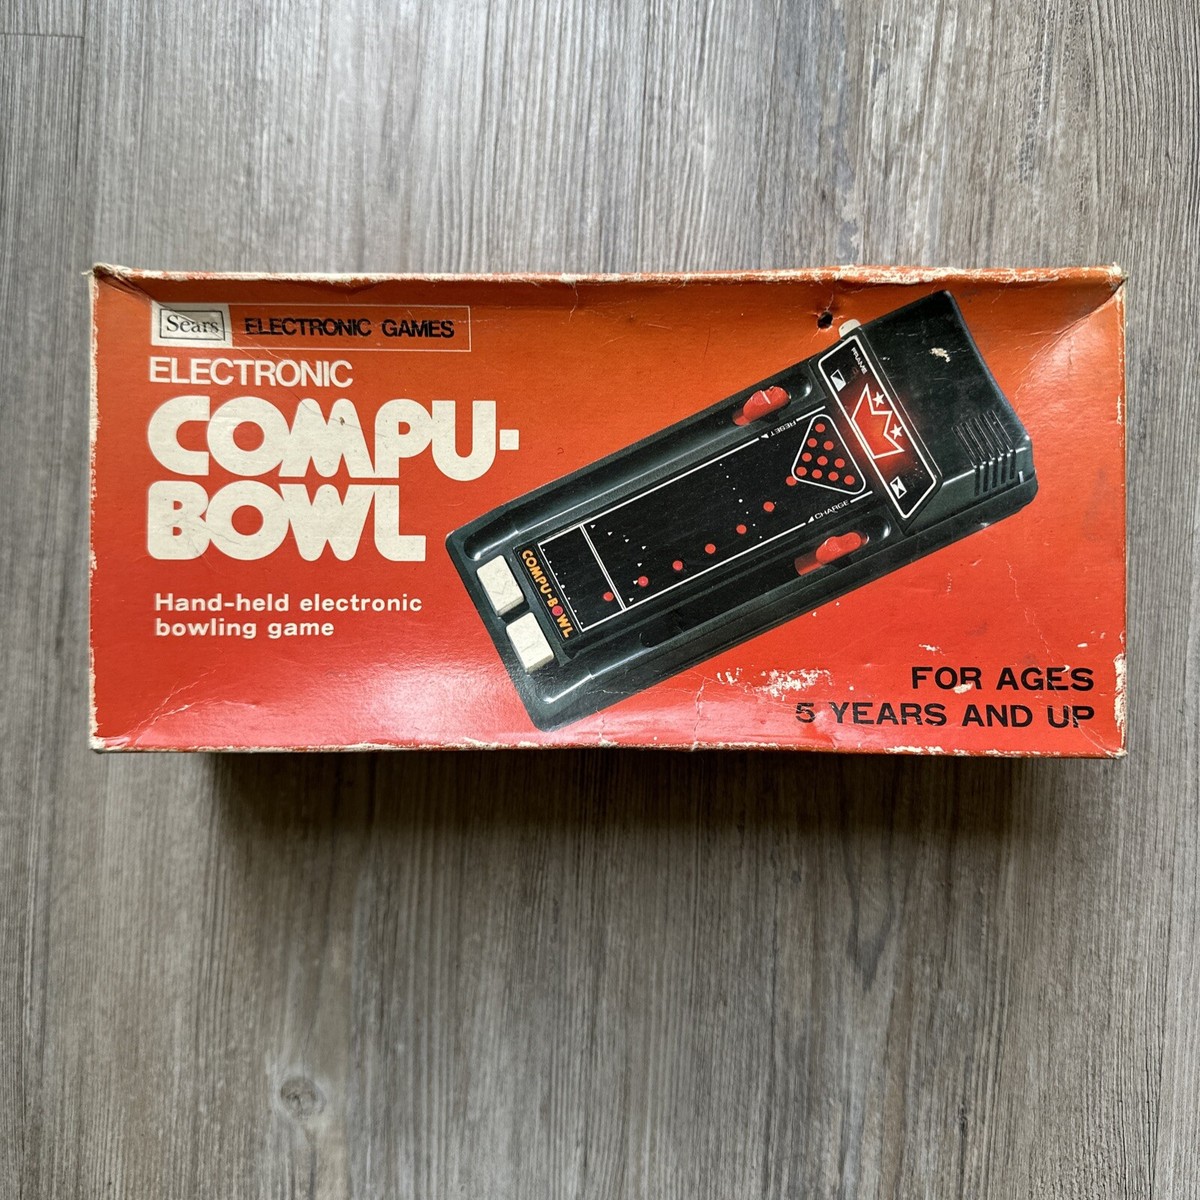 Sears ELECTRONIC GAMES
ELECTRONIC
COMPU-
BOWL
Hand-held electronic
bowling game
FRAME
RESET
CHARGE
COMPU-BOWL
FOR AGES
5 YEARS AND UP